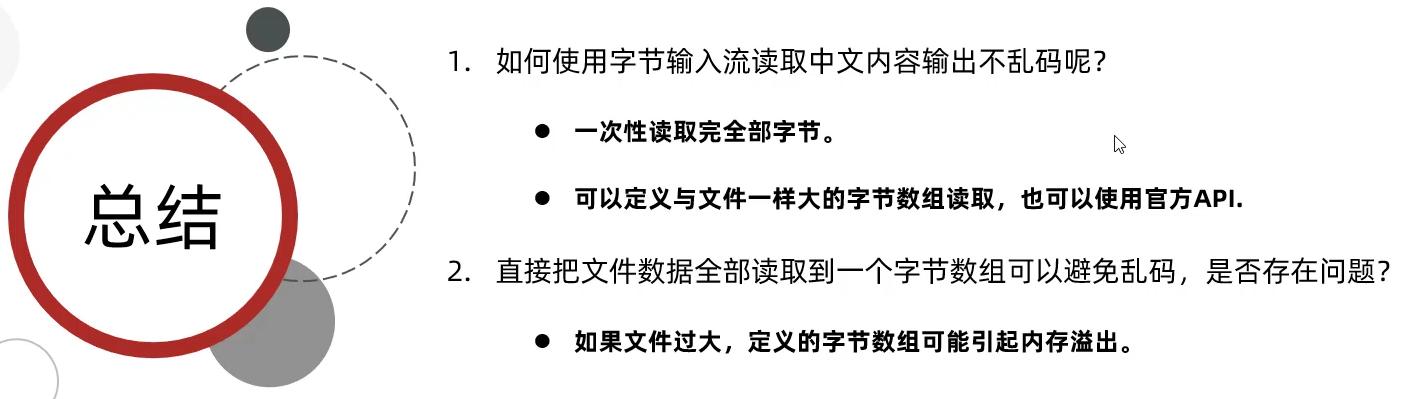 总结
1. 如何使用字节输入流读取中文内容输出不乱码呢？
● 一次性读取完全部字节。
● 可以定义与文件一样大的字节数组读取，也可以使用官方API.
2. 直接把文件数据全部读取到一个字节数组可以避免乱码，是否存在问题？
● 如果文件过大，定义的字节数组可能引起内存溢出。